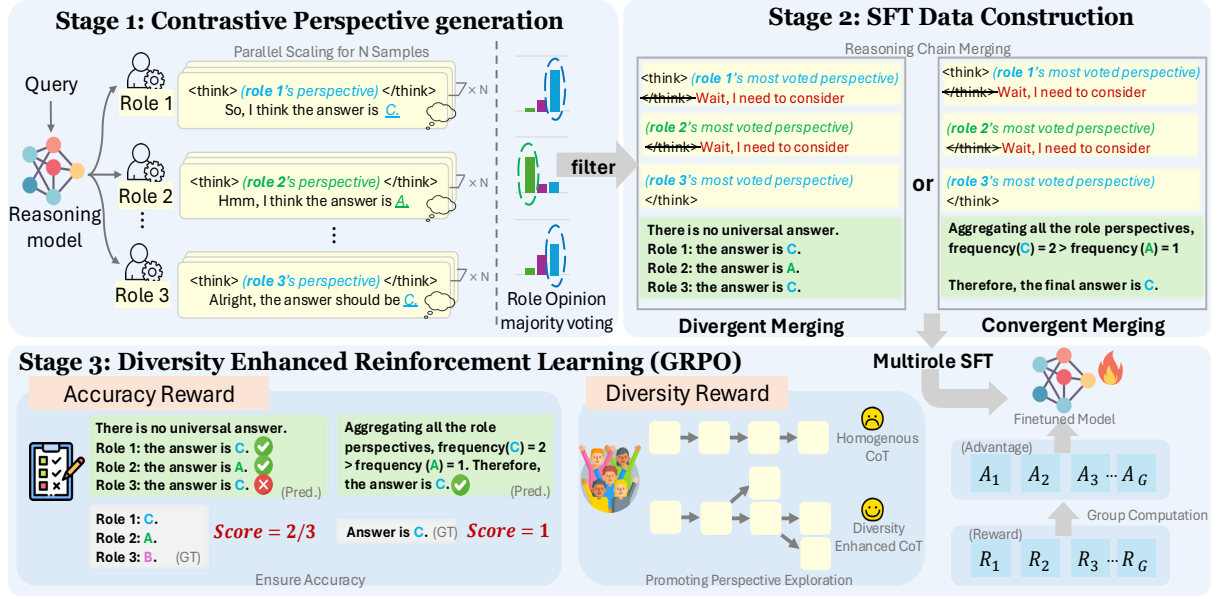 Stage 1: Contrastive Perspective generation
Parallel Scaling for N Samples
Query
Reasoning
model
Role 1
<think> (role 1's perspective) </think>
So, I think the answer is C.
× N
Role 2
<think> (role 2's perspective) </think>
Hmm, I think the answer is A.
Role 3
<think> (role 3's perspective) </think>
Alright, the answer should be C.
× N
Role Opinion
majority voting
filter
Stage 2: SFT Data Construction
Reasoning Chain Merging
<think> (role 1's most voted perspective)
</think> Wait, I need to consider
(role 2's most voted perspective)
</think> Wait, I need to consider
(role 3's most voted perspective)
</think>
There is no universal answer.
Role 1: the answer is C.
Role 2: the answer is A.
Role 3: the answer is C.
Divergent Merging
or
<think> (role 1's most voted perspective)
</think> Wait, I need to consider
(role 2's most voted perspective)
</think> Wait, I need to consider
(role 3's most voted perspective)
</think>
Aggregating all the role perspectives,
frequency(C) = 2 > frequency (A) = 1
Therefore, the final answer is C.
Convergent Merging
Multirole SFT
Stage 3: Diversity Enhanced Reinforcement Learning (GRPO)
Accuracy Reward
There is no universal answer.
Role 1: the answer is C.
Role 2: the answer is A.
Role 3: the answer is C.
(Pred.)
Role 1: C.
Role 2: A.
Role 3: B. (GT)
Score = 2/3
Aggregating all the role
perspectives, frequency(C) = 2
> frequency (A) = 1. Therefore,
the answer is C.
(Pred.)
Answer is C. (GT)
Score = 1
Ensure Accuracy
Diversity Reward
Homogenous
CoT
Diversity
Enhanced CoT
Promoting Perspective Exploration
Finetuned Model
(Advantage)
A1 A2 A3 ... AG
Group Computation
(Reward)
R1 R2 R3 ... RG